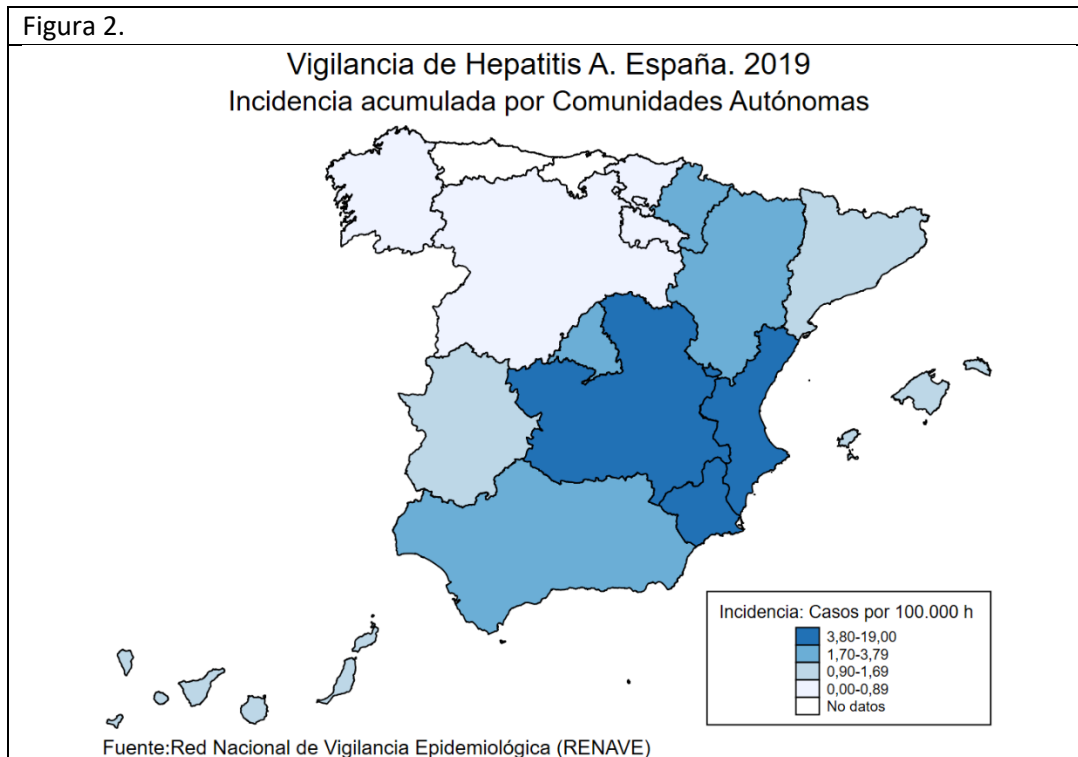 Figura 2.
Vigilancia de Hepatitis A. España. 2019
Incidencia acumulada por Comunidades Autónomas
Incidencia: Casos por 100.000 h
3,80-19,00
1,70-3,79
0,90-1,69
0,00-0,89
No datos
Fuente:Red Nacional de Vigilancia Epidemiológica (RENAVE)